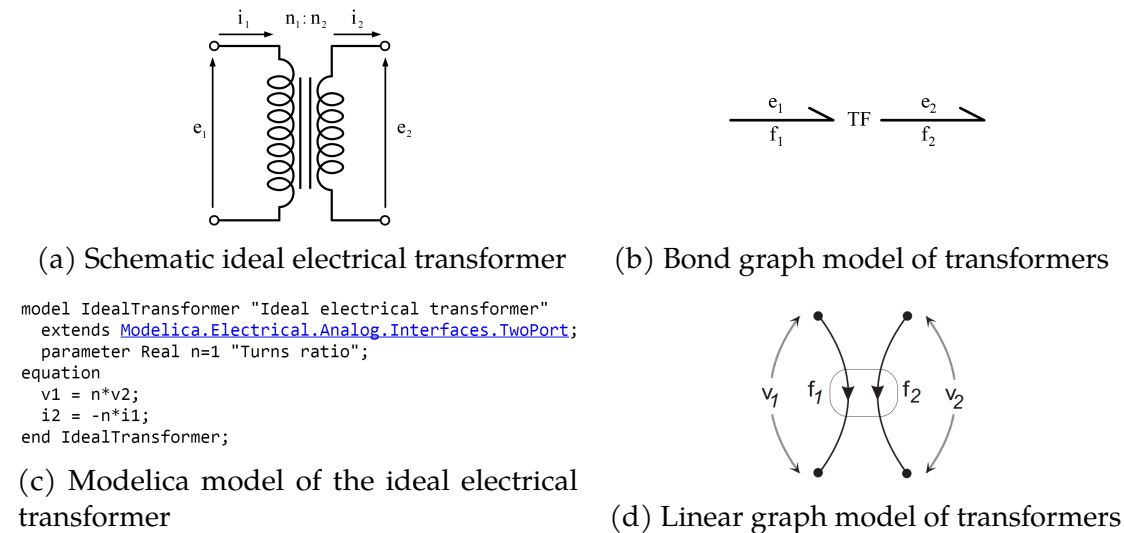 i₁ n₁:n₂ i₂
e₁ e₂
(a) Schematic ideal electrical transformer
e₁ TF e₂
f₁ f₂
(b) Bond graph model of transformers
model IdealTransformer "Ideal electrical transformer"
extends Modelica.Electrical.Analog.Interfaces.TwoPort;
parameter Real n=1 "Turns ratio";
equation
v1 = n*v2;
i2 = -n*i1;
end IdealTransformer;
(c) Modelica model of the ideal electrical
transformer
v₁ f₁ f₂ v₂
(d) Linear graph model of transformers